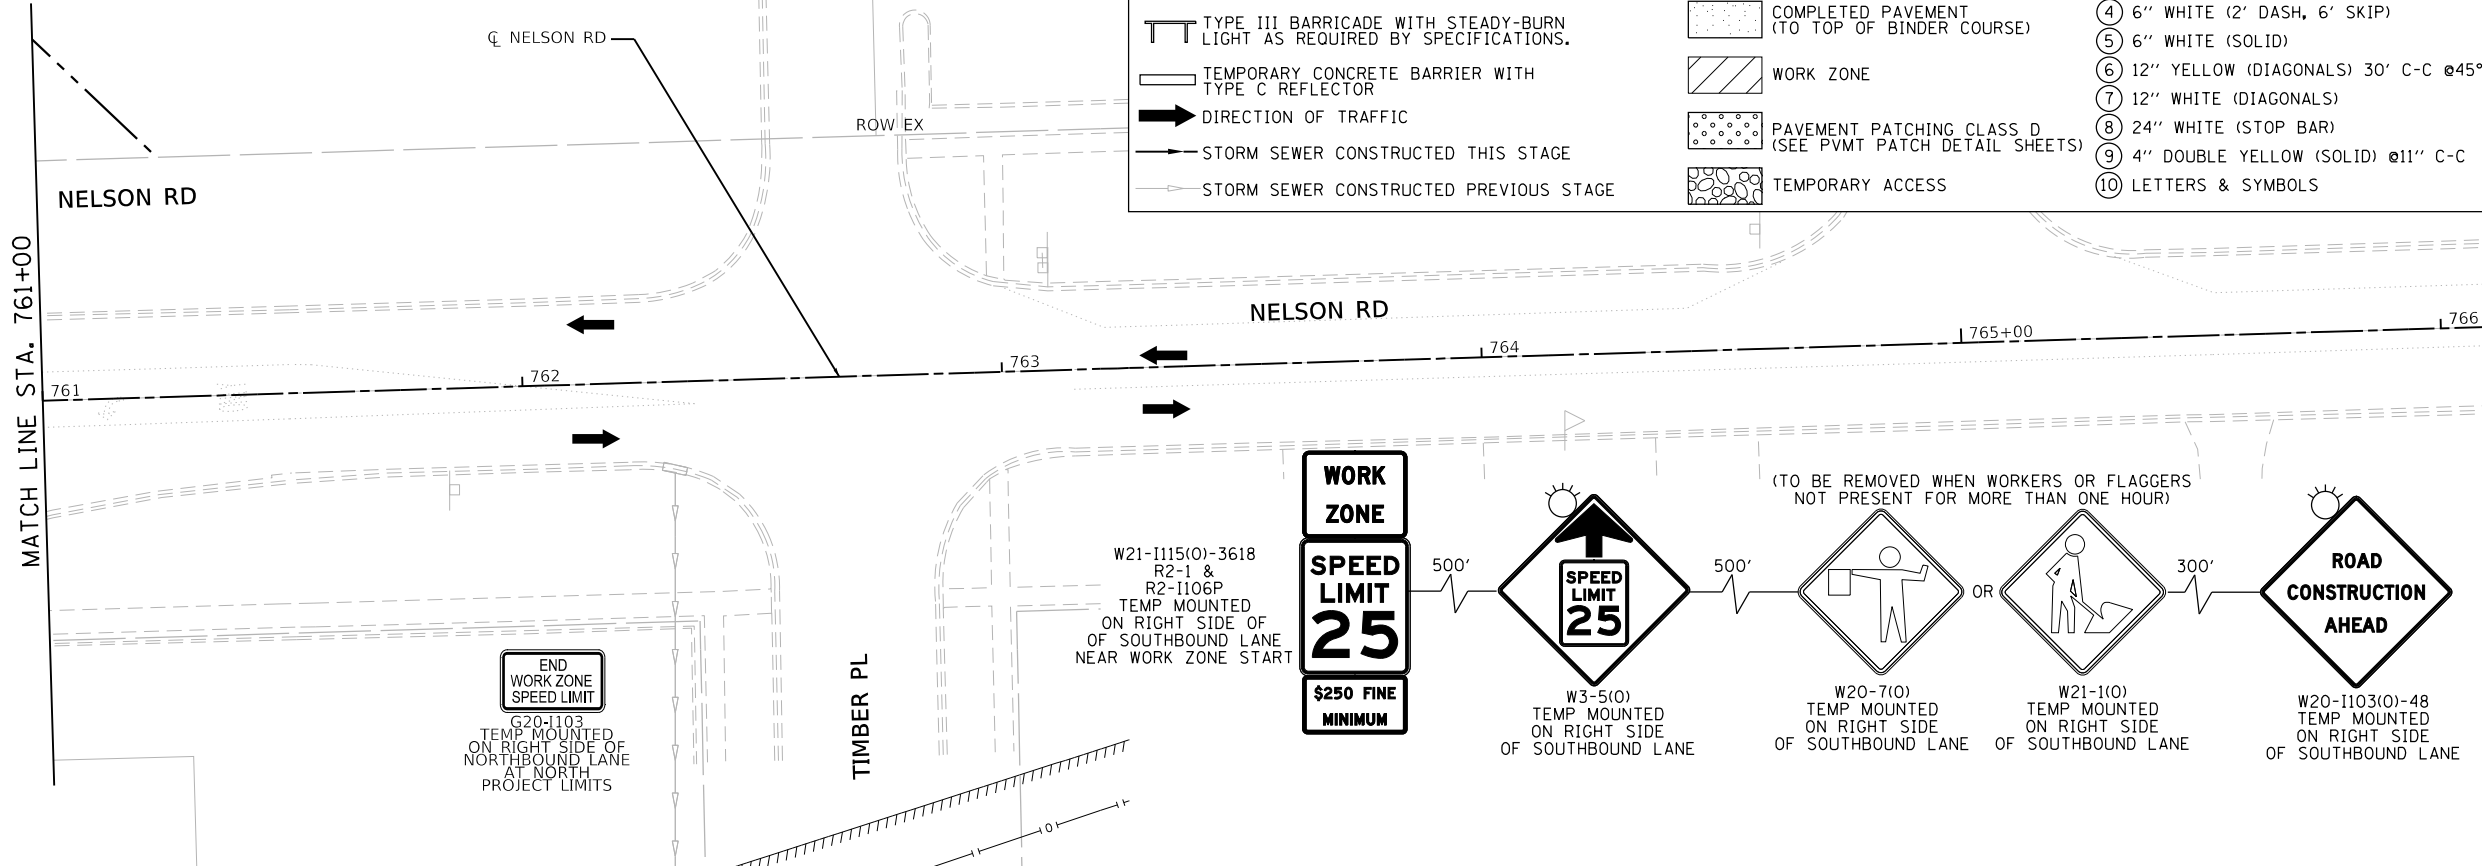 ℄ NELSON RD
TYPE III BARRICADE WITH STEADY-BURN
LIGHT AS REQUIRED BY SPECIFICATIONS.
TEMPORARY CONCRETE BARRIER WITH
TYPE C REFLECTOR
DIRECTION OF TRAFFIC
STORM SEWER CONSTRUCTED THIS STAGE
STORM SEWER CONSTRUCTED PREVIOUS STAGE
COMPLETED PAVEMENT
(TO TOP OF BINDER COURSE)
WORK ZONE
PAVEMENT PATCHING CLASS D
(SEE PVMT PATCH DETAIL SHEETS)
TEMPORARY ACCESS
4 6'' WHITE (2' DASH, 6' SKIP)
5 6'' WHITE (SOLID)
6 12'' YELLOW (DIAGONALS) 30' C-C @45°
7 12'' WHITE (DIAGONALS)
8 24'' WHITE (STOP BAR)
9 4'' DOUBLE YELLOW (SOLID) @11'' C-C
10 LETTERS & SYMBOLS
ROW EX
NELSON RD
MATCH LINE STA. 761+00
NELSON RD
761
762
763
764
765+00
766
TIMBER PL
END
WORK ZONE
SPEED LIMIT
G20-I103
TEMP MOUNTED
ON RIGHT SIDE OF
NORTHBOUND LANE
AT NORTH
PROJECT LIMITS
W21-I115(O)-3618
R2-1 &
R2-I106P
TEMP MOUNTED
ON RIGHT SIDE OF
OF SOUTHBOUND LANE
NEAR WORK ZONE START
WORK
ZONE
SPEED
LIMIT
25
$250 FINE
MINIMUM
500'
SPEED
LIMIT
25
W3-5(O)
TEMP MOUNTED
ON RIGHT SIDE
OF SOUTHBOUND LANE
500'
(TO BE REMOVED WHEN WORKERS OR FLAGGERS
NOT PRESENT FOR MORE THAN ONE HOUR)
W20-7(O)
TEMP MOUNTED
ON RIGHT SIDE
OF SOUTHBOUND LANE
OR
W21-1(O)
TEMP MOUNTED
ON RIGHT SIDE
OF SOUTHBOUND LANE
300'
ROAD
CONSTRUCTION
AHEAD
W20-I103(O)-48
TEMP MOUNTED
ON RIGHT SIDE
OF SOUTHBOUND LANE
0